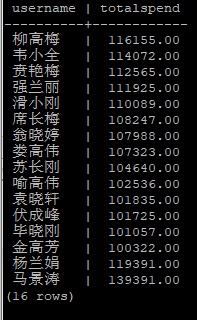 username | totalspend
----------+------------
柳高梅 | 116155.00
韦小全 | 114072.00
贲艳梅 | 112565.00
强兰丽 | 111925.00
滑小刚 | 110089.00
席长梅 | 108247.00
翁晓婷 | 107988.00
娄高伟 | 107323.00
苏长刚 | 104640.00
喻高伟 | 102536.00
袁晓轩 | 101835.00
伏成峰 | 101725.00
毕晓刚 | 101057.00
金高芳 | 100322.00
杨兰娟 | 119391.00
马景涛 | 139391.00
(16 rows)